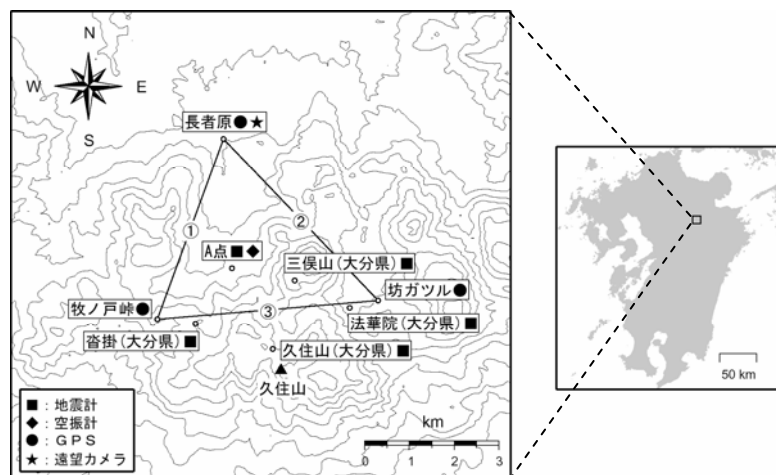 N
W E
S
長者原●★
①
②
A点■◆
三俣山(大分県)■
牧ノ戸峠●
③
坊ガツル●
法華院(大分県)■
沓掛(大分県)■
久住山(大分県)■
久住山
■:地震計
◆:空振計
●:GPS
★:遠望カメラ
km
0 1 2 3
50 km